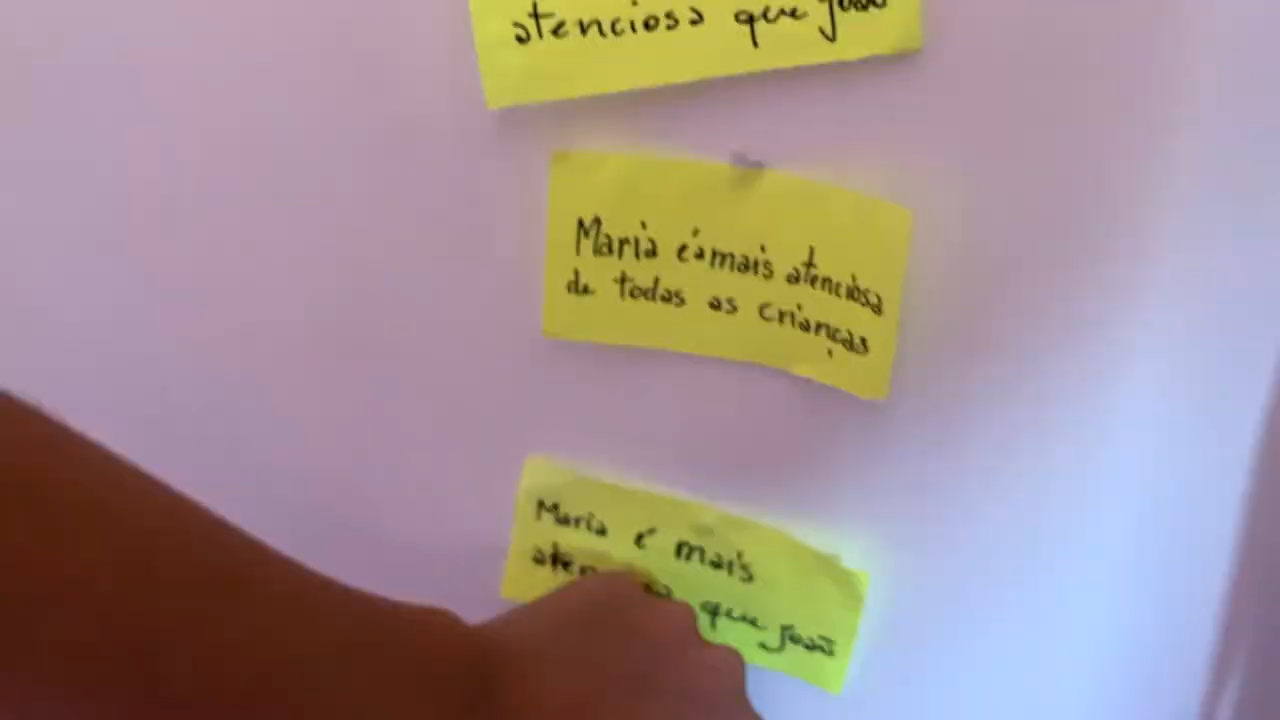 atenciosa que João
Maria é a mais atenciosa
de todas as crianças
Maria é mais
que João